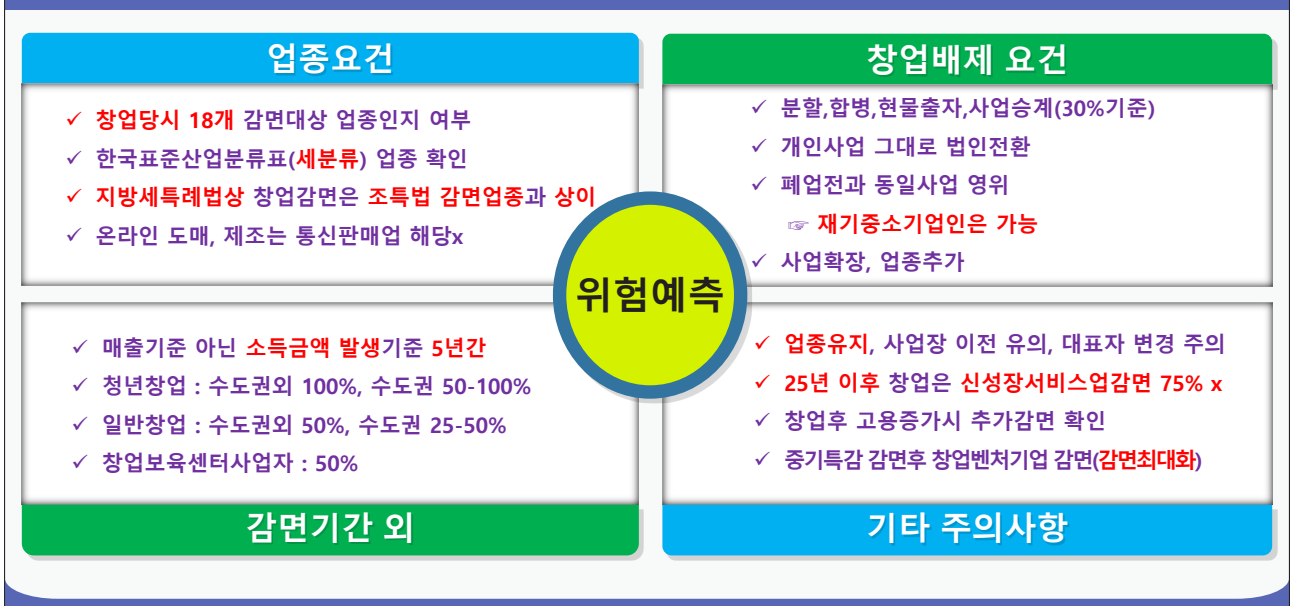 업종요건
✓ 창업당시 18개 감면대상 업종인지 여부
✓ 한국표준산업분류표(세분류) 업종 확인
✓ 지방세특례법상 창업감면은 조특법 감면업종과 상이
✓ 온라인 도매, 제조는 통신판매업 해당x
창업배제 요건
✓ 분할,합병,현물출자,사업승계(30%기준)
✓ 개인사업 그대로 법인전환
✓ 폐업전과 동일사업 영위
☞ 재기중소기업인은 가능
✓ 사업확장, 업종추가
위험예측
✓ 매출기준 아닌 소득금액 발생기준 5년간
✓ 청년창업 : 수도권외 100%, 수도권 50-100%
✓ 일반창업 : 수도권외 50%, 수도권 25-50%
✓ 창업보육센터사업자 : 50%
감면기간 외
✓ 업종유지, 사업장 이전 유의, 대표자 변경 주의
✓ 25년 이후 창업은 신성장서비스업감면 75% x
✓ 창업후 고용증가시 추가감면 확인
✓ 중기특감 감면후 창업벤처기업 감면(감면최대화)
기타 주의사항